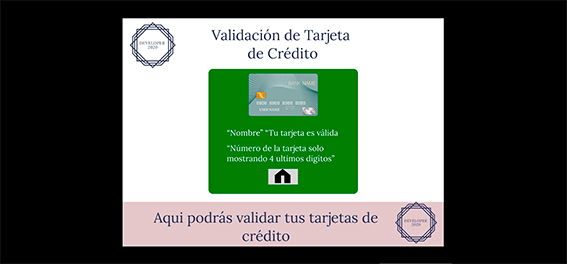 DEVELOPER
2020
Validación de Tarjeta
de Crédito
BANK NAME
“Nombre” “Tu tarjeta es válida
“Número de la tarjeta solo
mostrando 4 ultimos digitos”
Aqui podrás validar tus tarjetas de
crédito
DEVELOPER
2020